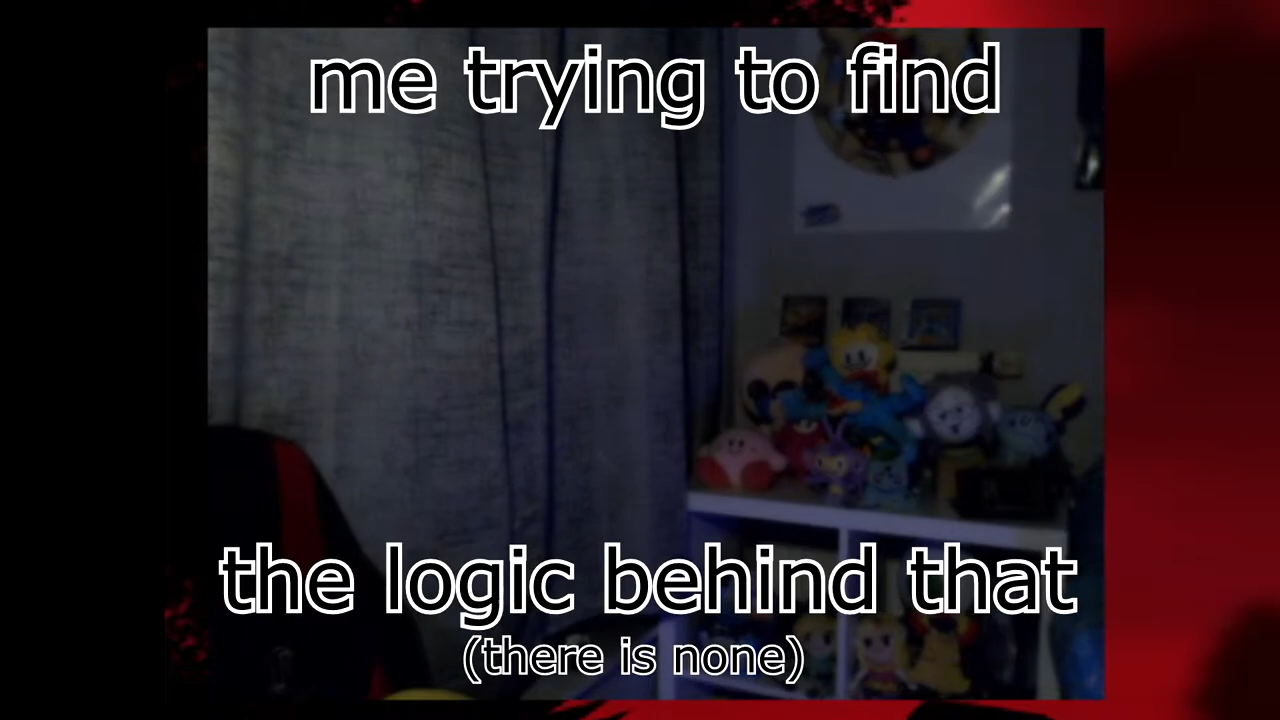 me trying to find
the logic behind that
(there is none)